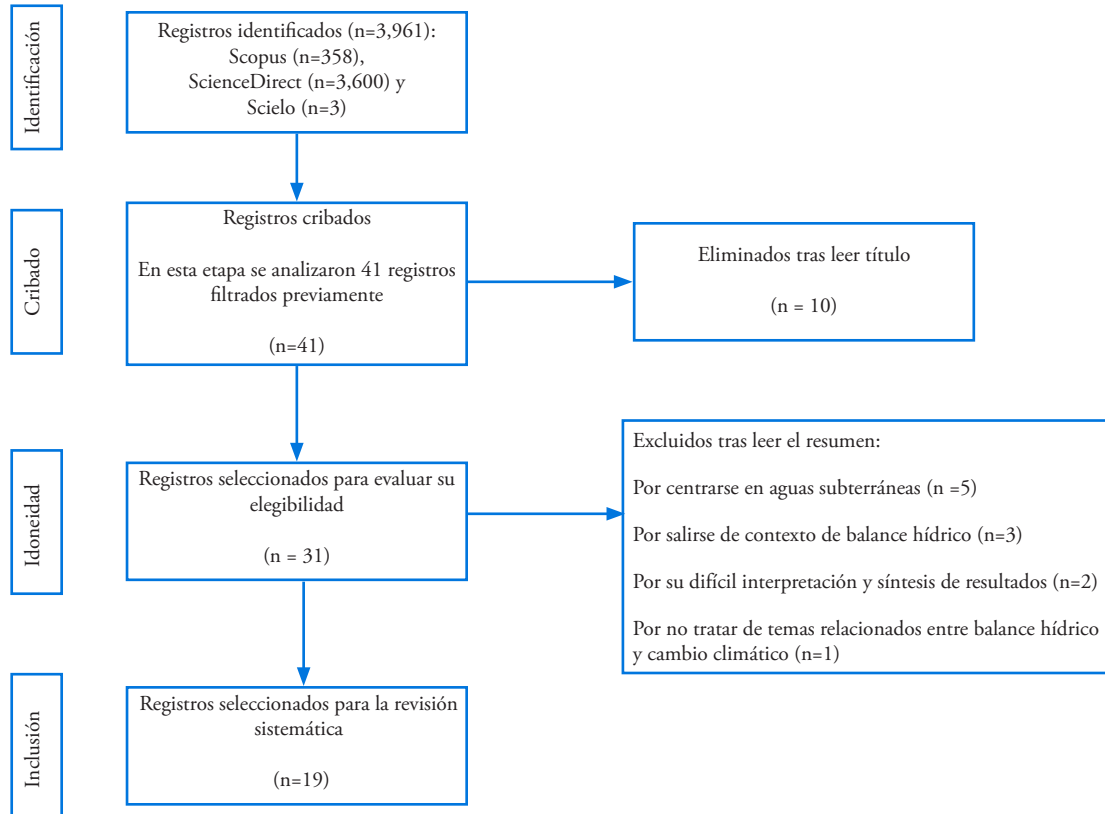 Identificación
Registros identificados (n=3,961):
Scopus (n=358),
ScienceDirect (n=3,600) y
Scielo (n=3)
Cribado
Registros cribados
En esta etapa se analizaron 41 registros
filtrados previamente
(n=41)
Eliminados tras leer título
(n = 10)
Idoneidad
Registros seleccionados para evaluar su
elegibilidad
(n = 31)
Excluidos tras leer el resumen:
Por centrarse en aguas subterráneas (n =5)
Por salirse de contexto de balance hídrico (n=3)
Por su difícil interpretación y síntesis de resultados (n=2)
Por no tratar de temas relacionados entre balance hídrico
y cambio climático (n=1)
Inclusión
Registros seleccionados para la revisión
sistemática
(n=19)